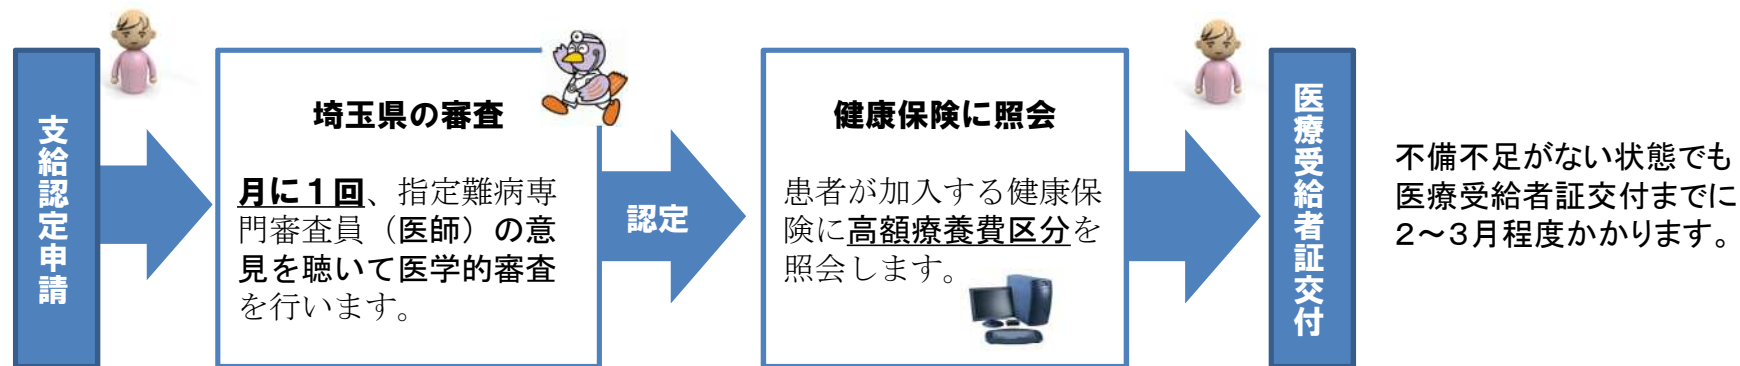 支給認定申請
埼玉県の審査
月に１回、指定難病専
門審査員（医師）の意
見を聴いて医学的審査
を行います。
認定
健康保険に照会
患者が加入する健康保
険に高額療養費区分を
照会します。
医療受給者証交付
不備不足がない状態でも
医療受給者証交付までに
２～３月程度かかります。